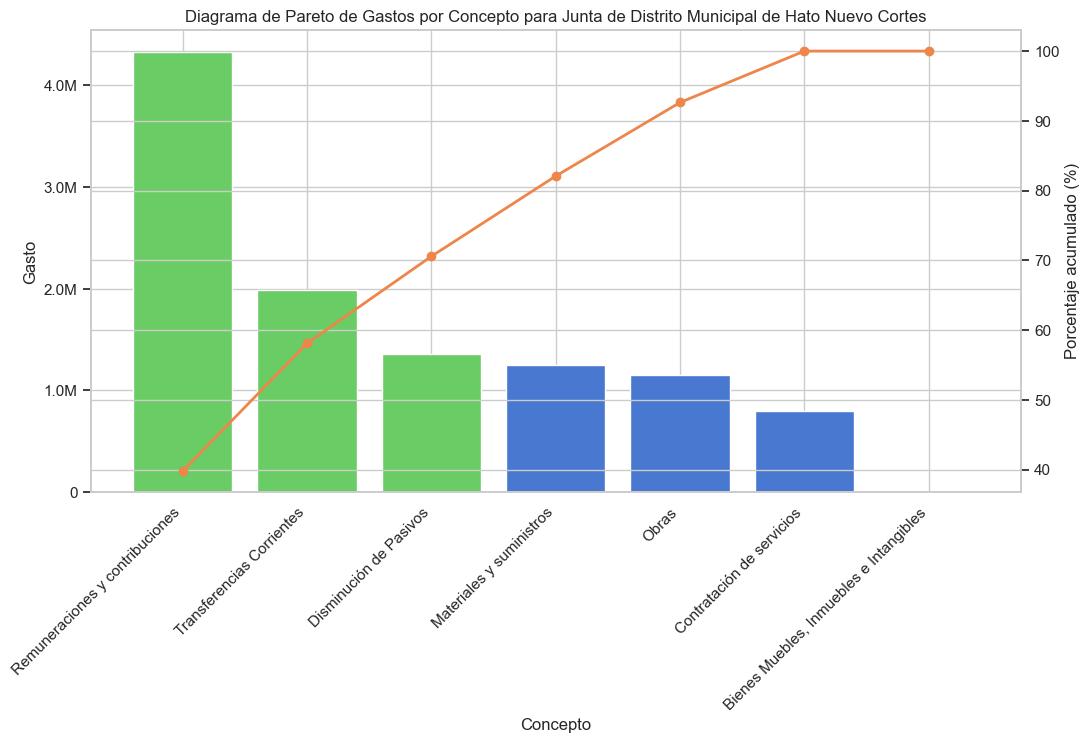 Diagrama de Pareto de Gastos por Concepto para Junta de Distrito Municipal de Hato Nuevo Cortes
Gasto
4.0M
3.0M
2.0M
1.0M
0
100
90
80
70
60
50
40
Porcentaje acumulado (%)
Remuneraciones y contribuciones
Transferencias Corrientes
Disminución de Pasivos
Materiales y suministros
Obras
Contratación de servicios
Bienes Muebles, Inmuebles e Intangibles
Concepto